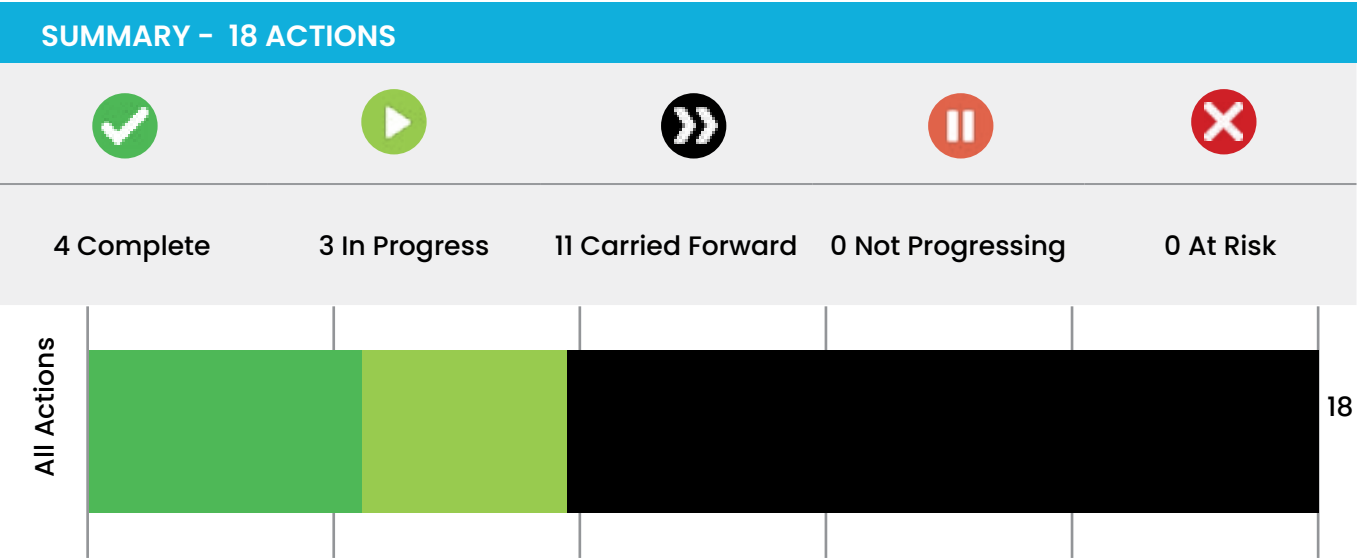 SUMMARY - 18 ACTIONS
4 Complete
3 In Progress
11 Carried Forward
0 Not Progressing
0 At Risk
All Actions
18